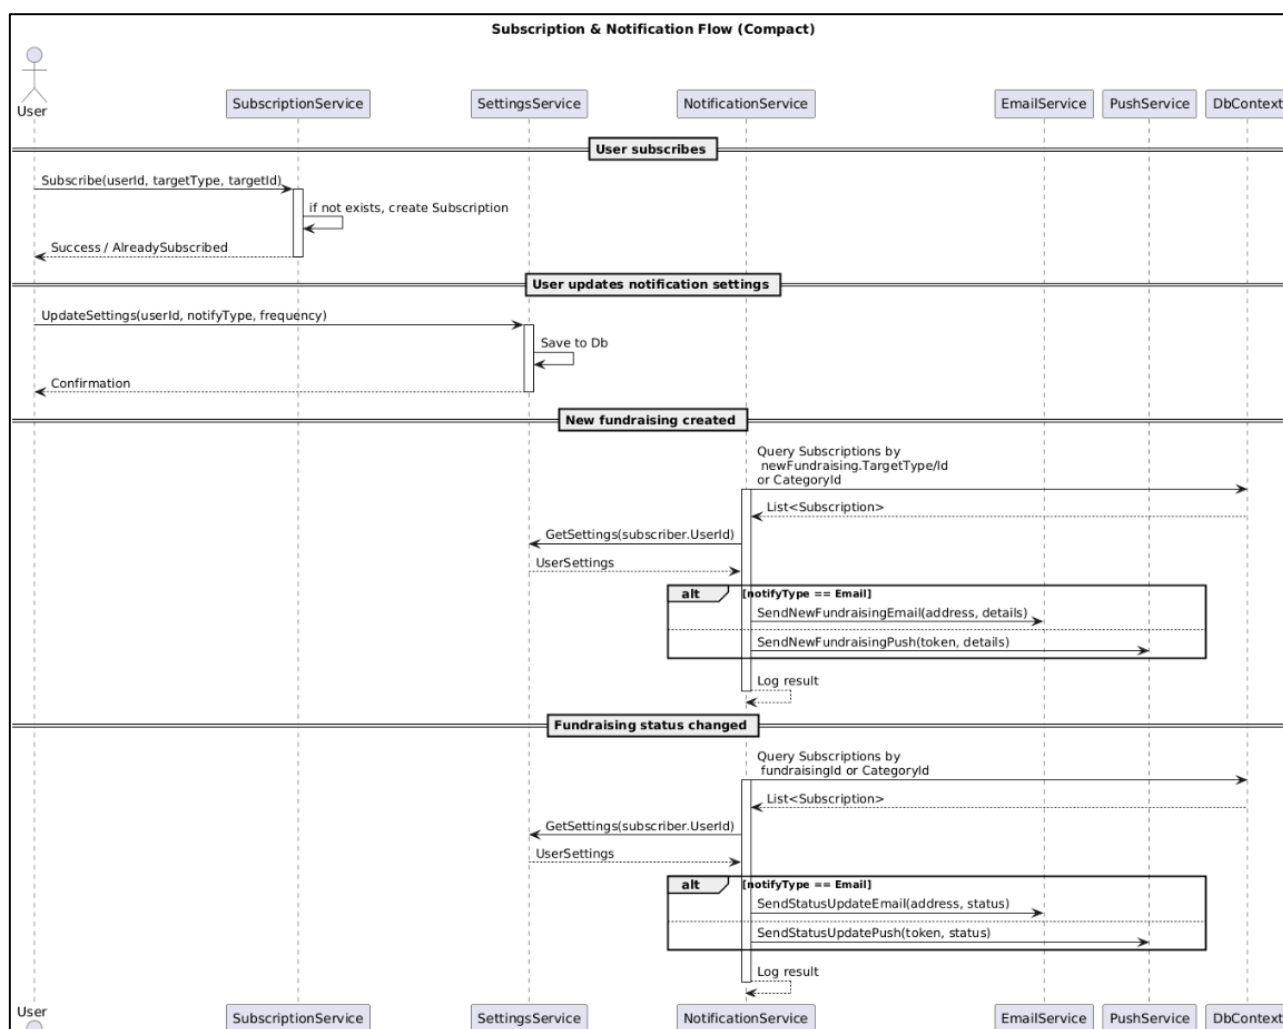 Subscription & Notification Flow (Compact)
User
SubscriptionService
SettingsService
NotificationService
EmailService
PushService
DbContext
User subscribes
Subscribe(userId, targetType, targetId)
if not exists, create Subscription
Success / AlreadySubscribed
User updates notification settings
UpdateSettings(userId, notifyType, frequency)
Save to Db
Confirmation
New fundraising created
Query Subscriptions by
newFundraising.TargetType/Id
or CategoryId
List<Subscription>
GetSettings(subscriber.UserId)
UserSettings
alt
[notifyType == Email]
SendNewFundraisingEmail(address, details)
SendNewFundraisingPush(token, details)
Log result
Fundraising status changed
Query Subscriptions by
fundraisingId or CategoryId
List<Subscription>
GetSettings(subscriber.UserId)
UserSettings
alt
[notifyType == Email]
SendStatusUpdateEmail(address, status)
SendStatusUpdatePush(token, status)
Log result
User
SubscriptionService
SettingsService
NotificationService
EmailService
PushService
DbContext